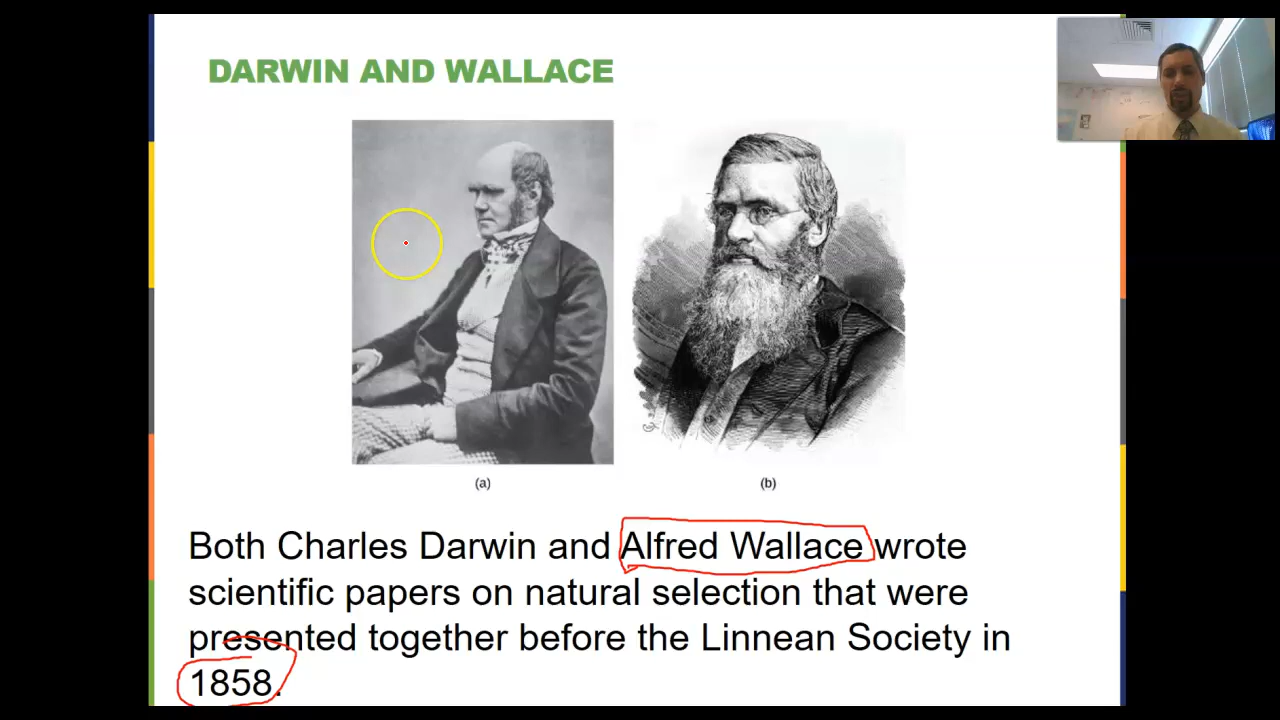 DARWIN AND WALLACE
(a)
(b)
Both Charles Darwin and Alfred Wallace wrote
scientific papers on natural selection that were
presented together before the Linnean Society in
1858.